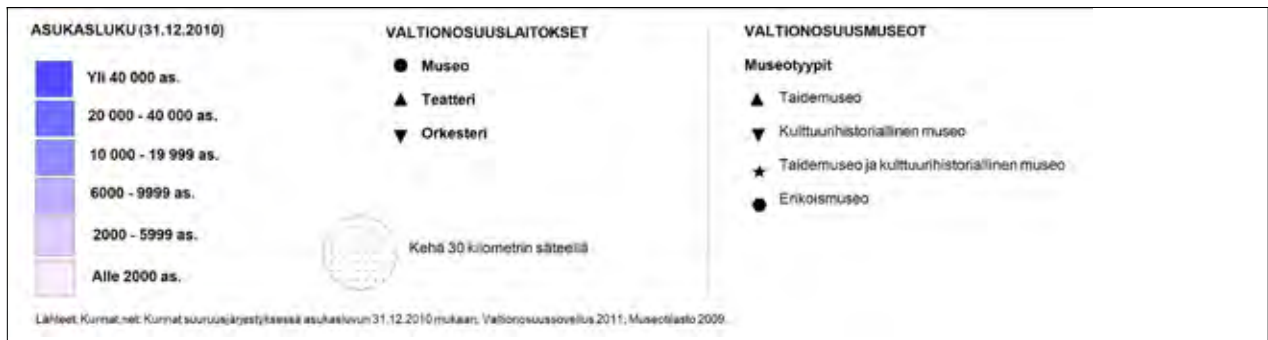 ASUKASLUKU (31.12.2010)
Yli 40 000 as.
20 000 - 40 000 as.
10 000 - 19 999 as.
6000 - 9999 as.
2000 - 5999 as.
Alle 2000 as.
VALTIONOSUUSLAITOKSET
Museo
Teatteri
Orkesteri
Kehä 30 kilometrin säteellä
VALTIONOSUUSMUSEOT
Museotyypit
Taidemuseo
Kulttuurihistoriallinen museo
Taidemuseo ja kulttuurihistoriallinen museo
Erikoismuseo
Lähteet: Kunnat.net: Kunnat suuruusjärjestyksessä asukasluvun 31.12.2010 mukaan; Valtionosuussovellus 2011; Museotilasto 2009.